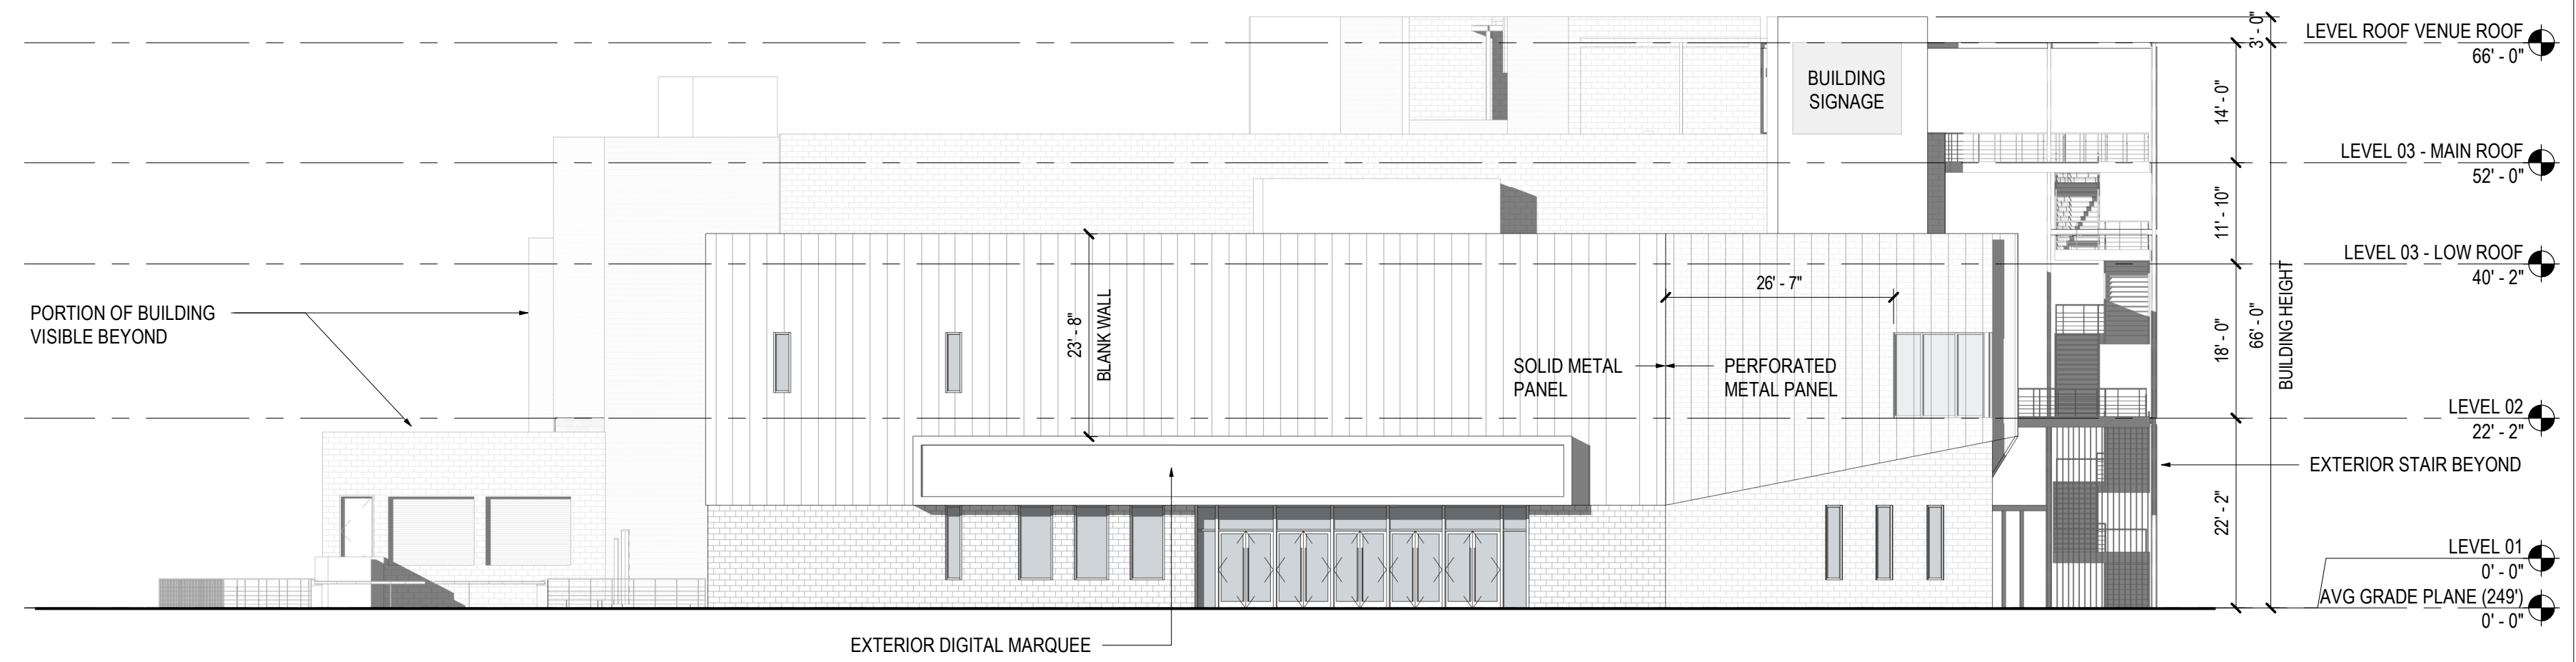 3' - 0"
LEVEL ROOF VENUE ROOF
66' - 0"
BUILDING
SIGNAGE
14' - 0"
LEVEL 03 - MAIN ROOF
52' - 0"
11' - 10"
LEVEL 03 - LOW ROOF
40' - 2"
PORTION OF BUILDING
VISIBLE BEYOND
23' - 8"
BLANK WALL
26' - 7"
SOLID METAL
PANEL
PERFORATED
METAL PANEL
18' - 0"
66' - 0"
BUILDING HEIGHT
LEVEL 02
22' - 2"
EXTERIOR STAIR BEYOND
22' - 2"
LEVEL 01
0' - 0"
AVG GRADE PLANE (249')
0' - 0"
EXTERIOR DIGITAL MARQUEE